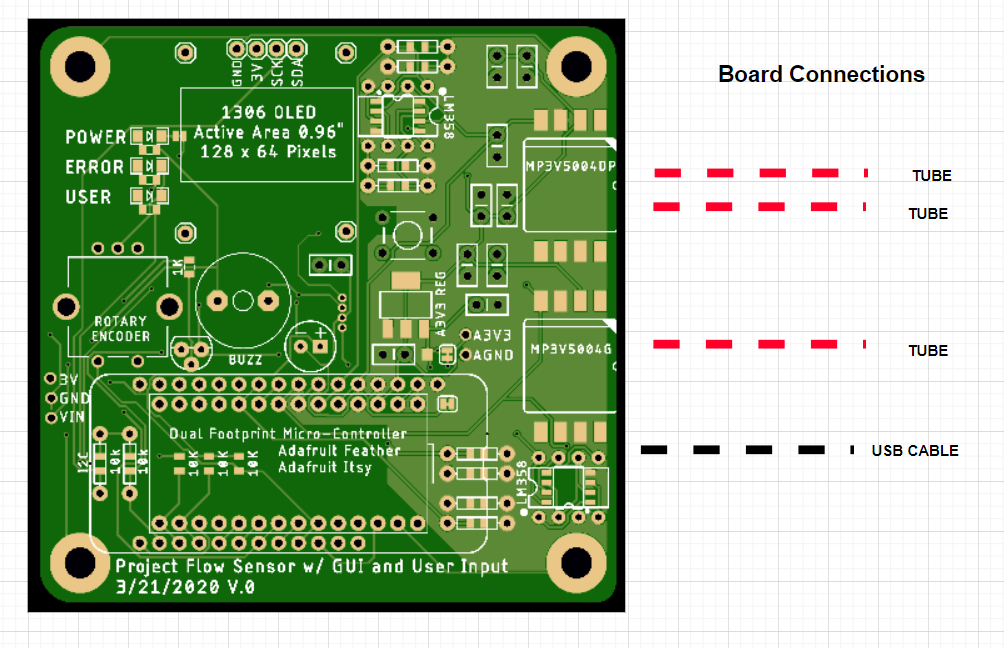 Board Connections
GND
3V
SCK
SDA
1306 OLED
Active Area 0.96"
128 x 64 Pixels
LM358
POWER
ERROR
USER
MP3V5004DP
TUBE
TUBE
1K
ROTARY
ENCODER
BUZZ
- +
A3V3 REG
A3V3
AGND
MP3V5004G
TUBE
3V
GND
VIN
Dual Footprint Micro-Controller
Adafruit Feather
Adafruit Itsy
I2C
10k
10k
10K
10K
10K
LM358
USB CABLE
Project Flow Sensor w/ GUI and User Input
3/21/2020 V.0